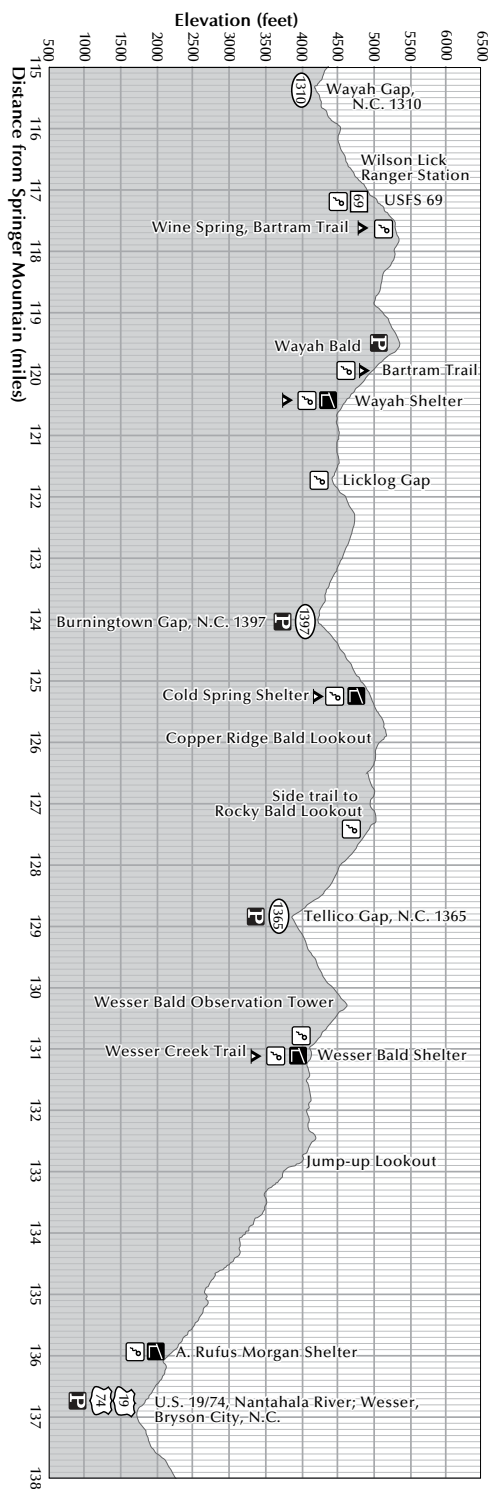 Elevation (feet)
500
1000
1500
2000
2500
3000
3500
4000
4500
5000
5500
6000
650
Distance from Springer Mountain (miles)
115
116
117
118
119
120
121
122
123
124
125
126
127
128
129
130
131
132
133
134
135
136
137
138
1310
Wayah Gap,
N.C. 1310
Wilson Lick
Ranger Station
69
USFS 69
Wine Spring, Bartram Trail
Wayah Bald
P
Bartram Trail
Wayah Shelter
Licklog Gap
Burningtown Gap, N.C. 1397
P
1397
Cold Spring Shelter
Copper Ridge Bald Lookout
Side trail to
Rocky Bald Lookout
P
1365
Tellico Gap, N.C. 1365
Wesser Bald Observation Tower
Wesser Creek Trail
Wesser Bald Shelter
Jump-up Lookout
A. Rufus Morgan Shelter
P
74
19
U.S. 19/74, Nantahala River; Wesser,
Bryson City, N.C.